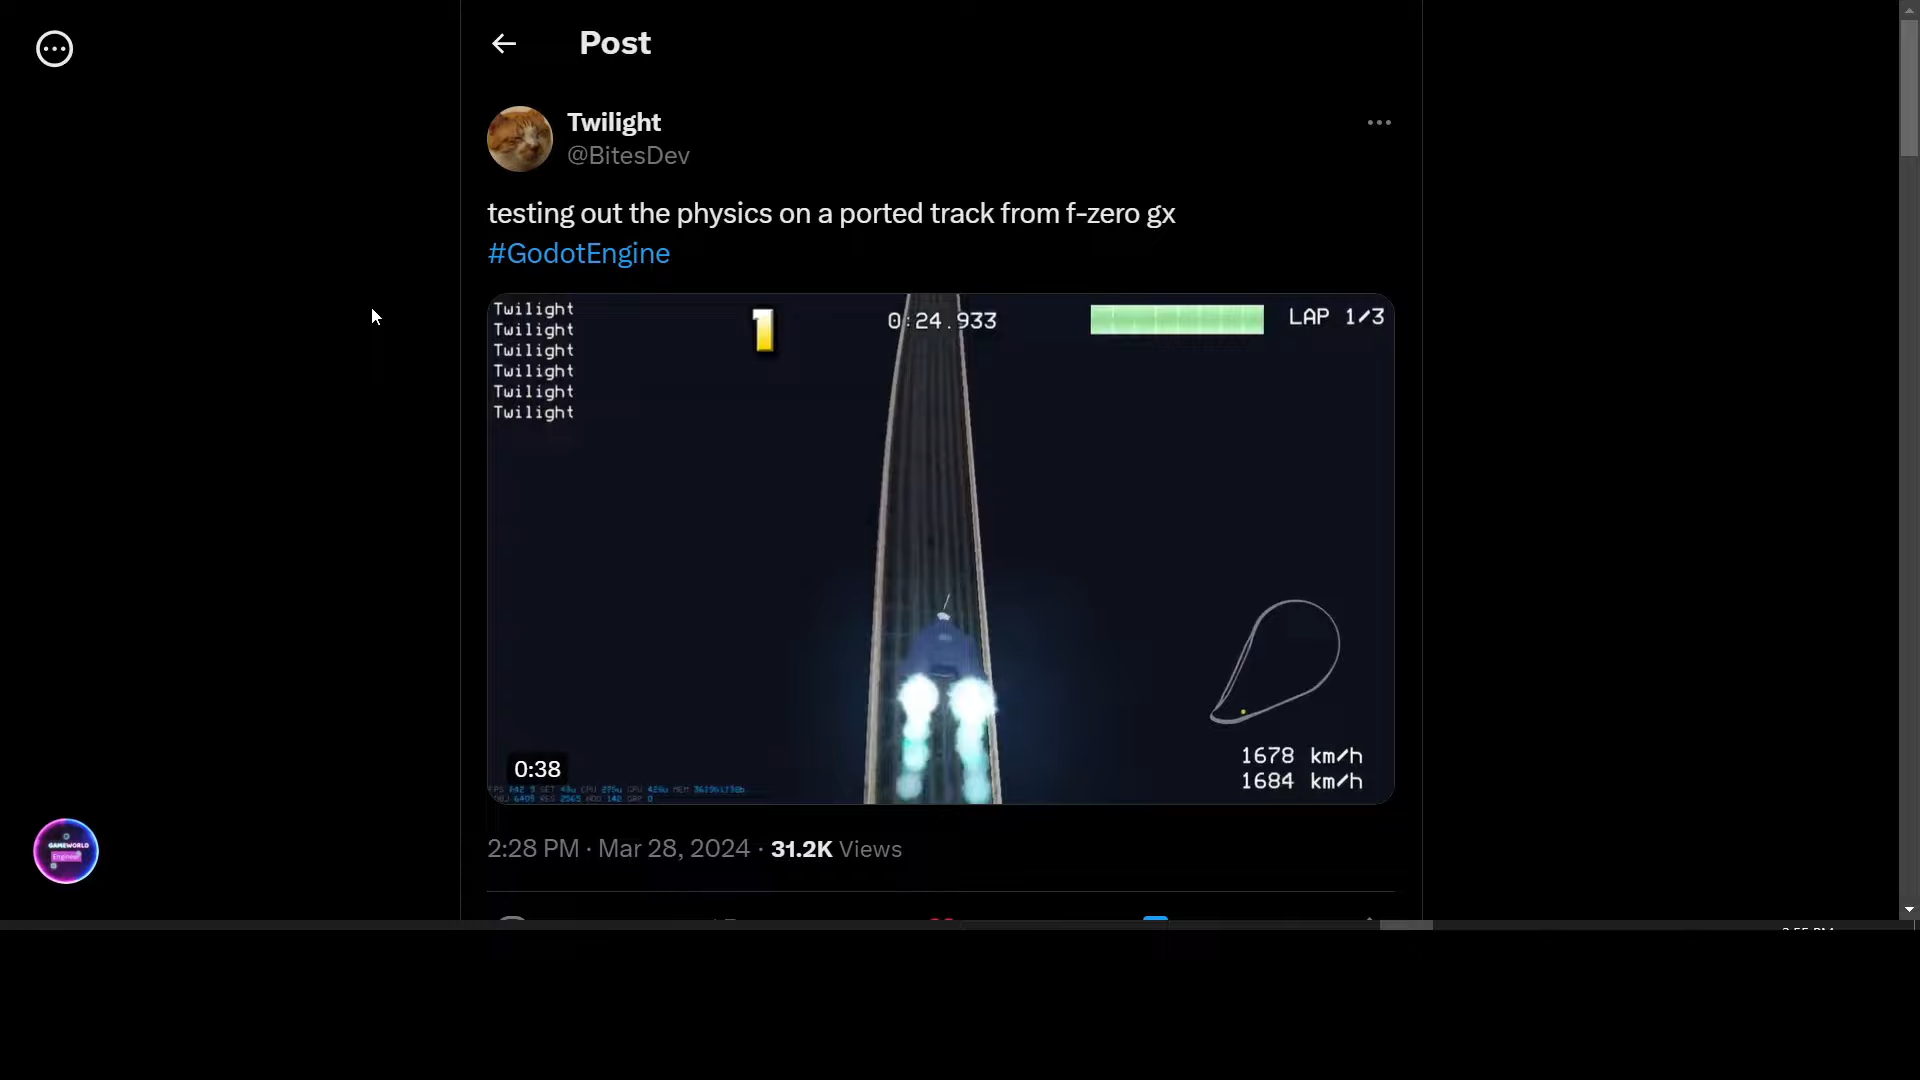 Post
Twilight
@BitesDev
testing out the physics on a ported track from f-zero gx
#GodotEngine
Twilight
Twilight
Twilight
Twilight
Twilight
Twilight
1
0:24.933
LAP 1/3
1678 km/h
1684 km/h
0:38
2:28 PM · Mar 28, 2024 · 31.2K Views
GAMEWORLD
Engineer